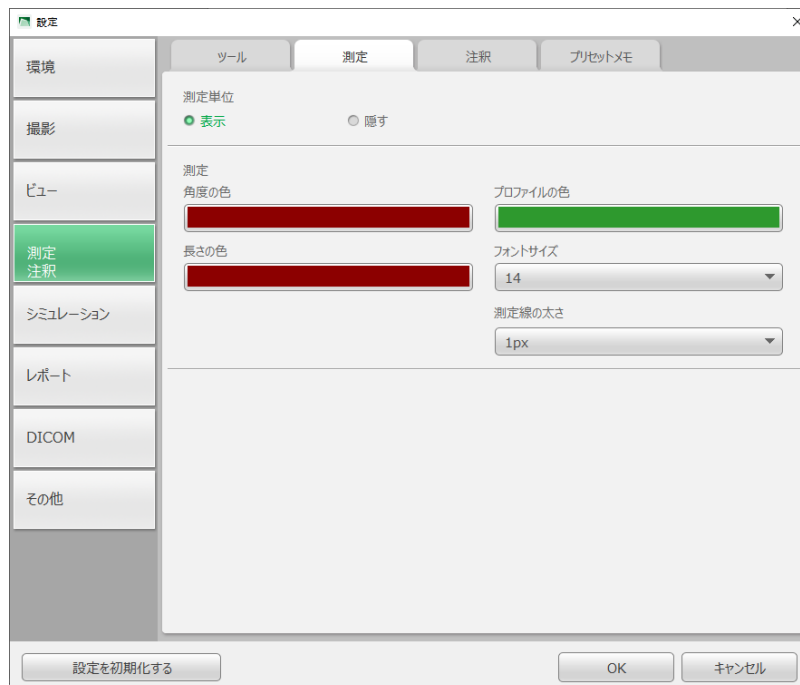 設定
環境
撮影
ビュー
測定
注釈
シミュレーション
レポート
DICOM
その他
ツール
測定
注釈
プリセットメモ
測定単位
表示
隠す
測定
角度の色
プロファイルの色
長さの色
フォントサイズ
14
測定線の太さ
1px
設定を初期化する
OK
キャンセル